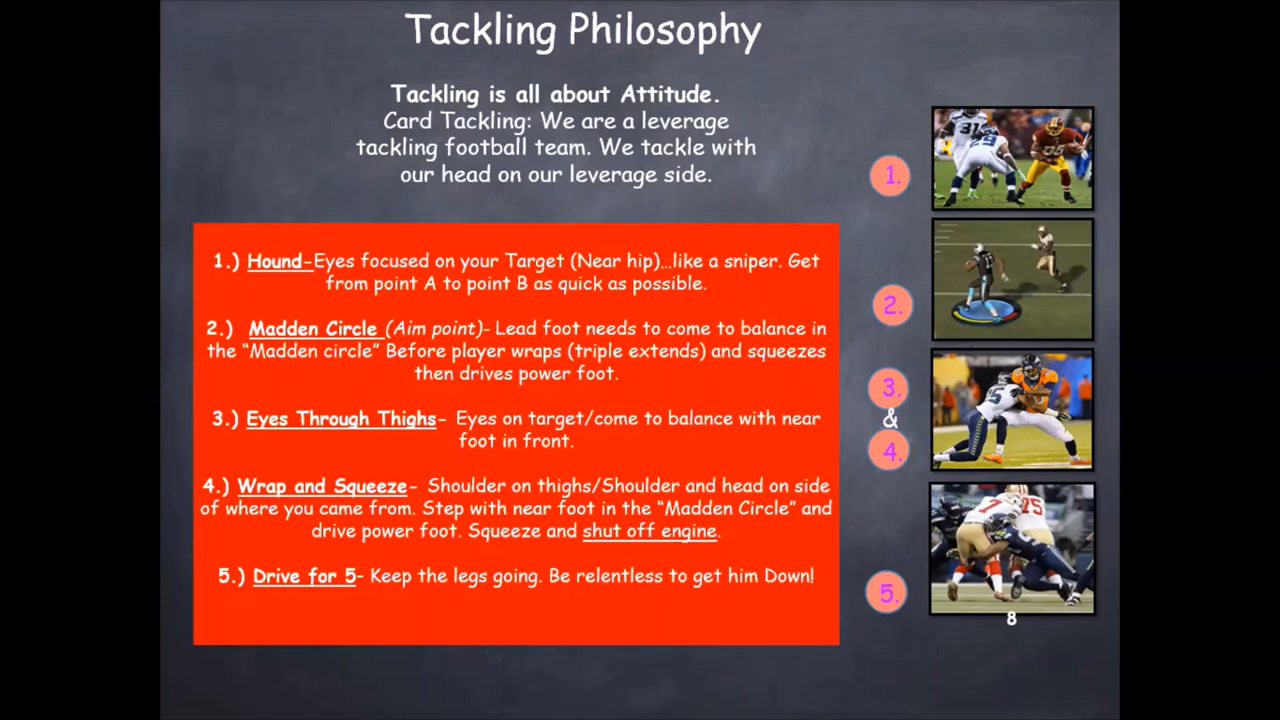 Tackling Philosophy
Tackling is all about Attitude.
Card Tackling: We are a leverage
tackling football team. We tackle with
our head on our leverage side.
1.) Hound-Eyes focused on your Target (Near hip)...like a sniper. Get
from point A to point B as quick as possible.
2.) Madden Circle (Aim point)- Lead foot needs to come to balance in
the “Madden circle” Before player wraps (triple extends) and squeezes
then drives power foot.
3.) Eyes Through Thighs- Eyes on target/come to balance with near
foot in front.
4.) Wrap and Squeeze- Shoulder on thighs/Shoulder and head on side
of where you came from. Step with near foot in the “Madden Circle” and
drive power foot. Squeeze and shut off engine.
5.) Drive for 5- Keep the legs going. Be relentless to get him Down!
1.
2.
3.
&
4.
5.
31
29
85
7
75
8